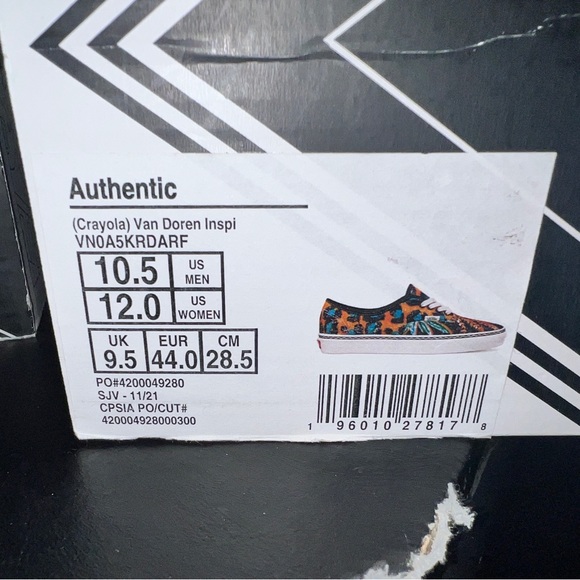 Authentic
(Crayola) Van Doren Inspi
VN0A5KRDARF
10.5 US MEN
12.0 US WOMEN
UK EUR CM
9.5 44.0 28.5
PO#4200049280
SJV - 11/21
CPSIA PO/CUT#
420004928000300
1 96010 27817 8